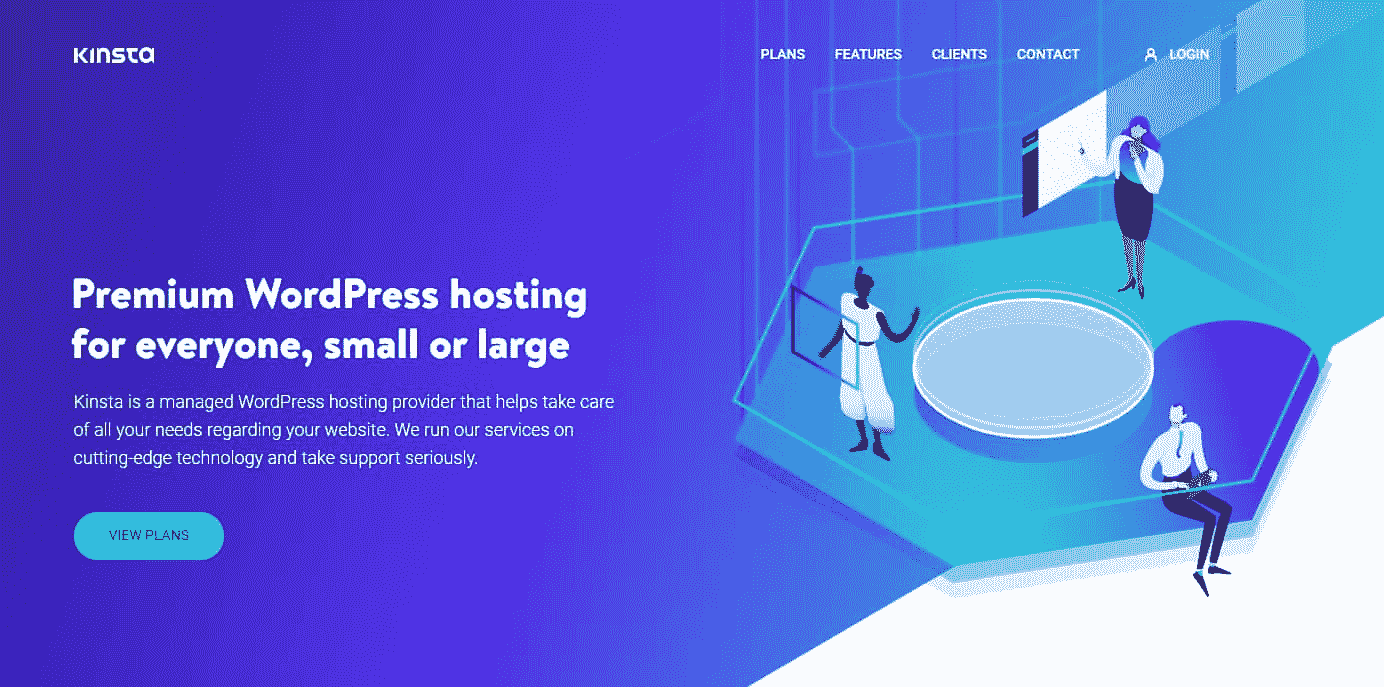 Kinsta
PLANS FEATURES CLIENTS CONTACT LOGIN
Premium WordPress hosting
for everyone, small or large
Kinsta is a managed WordPress hosting provider that helps take care
of all your needs regarding your website. We run our services on
cutting-edge technology and take support seriously.
VIEW PLANS